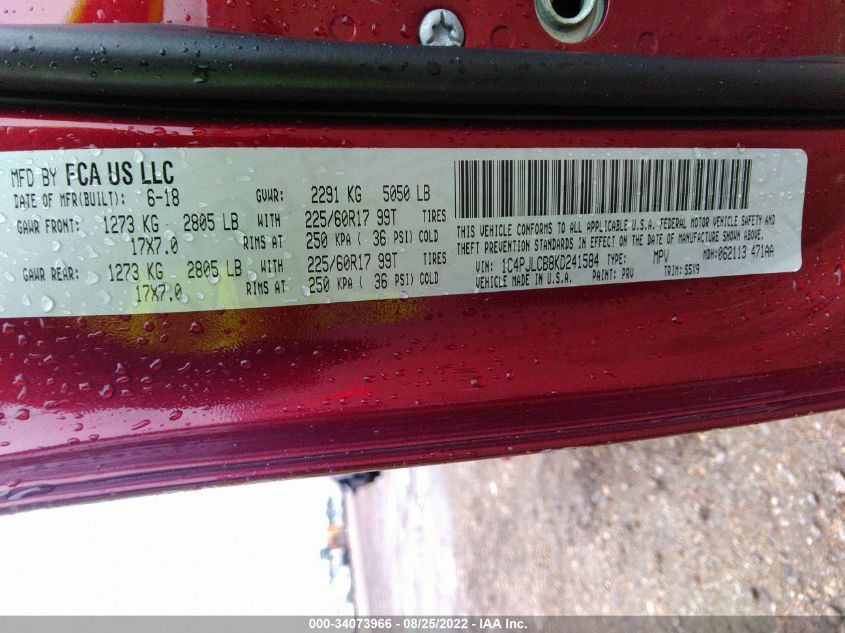 MFD BY FCA US LLC
DATE OF MFR(BUILT): 6-18 GVWR: 2291 KG 5050 LB
GAWR FRONT: 1273 KG 2805 LB WITH 225/60R17 99T TIRES
17X7.0 RIMS AT 250 KPA ( 36 PSI) COLD
GAWR REAR: 1273 KG 2805 LB WITH 225/60R17 99T TIRES
17X7.0 RIMS AT 250 KPA ( 36 PSI) COLD
THIS VEHICLE CONFORMS TO ALL APPLICABLE U.S.A. FEDERAL MOTOR VEHICLE SAFETY AND
THEFT PREVENTION STANDARDS IN EFFECT ON THE DATE OF MANUFACTURE SHOWN ABOVE.
VIN: 1C4PJLCB8KD241584 TYPE: MPV MDH:062113 471AA
VEHICLE MADE IN U.S.A. PAINT: PRV TRIM: S5X9
000-34073966 - 08/25/2022 - IAA Inc.